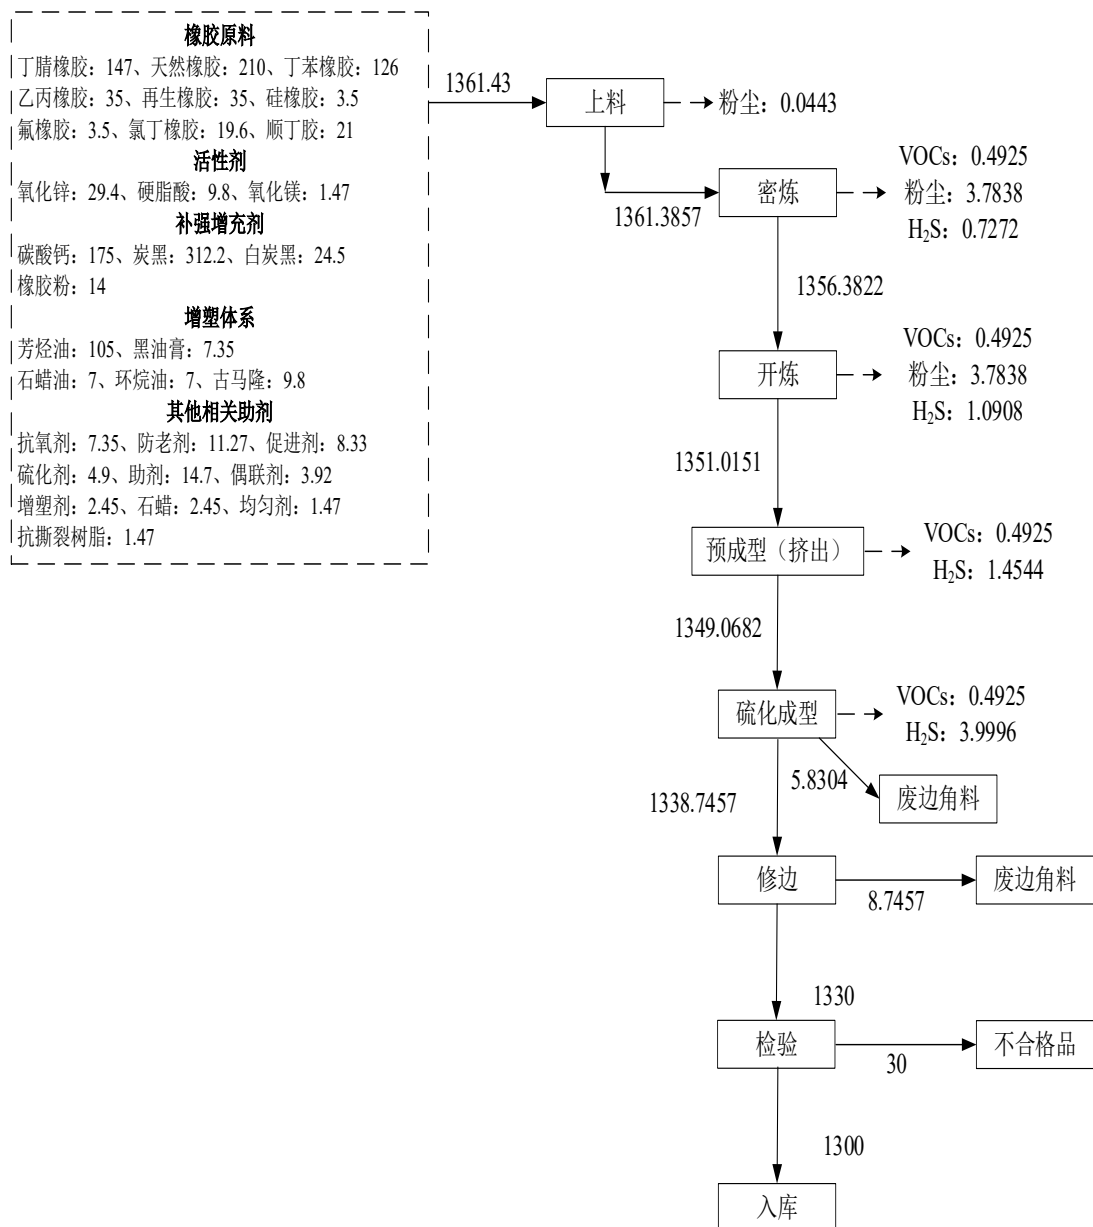 橡胶原料
丁腈橡胶：147、天然橡胶：210、丁苯橡胶：126
乙丙橡胶：35、再生橡胶：35、硅橡胶：3.5
氟橡胶：3.5、氯丁橡胶：19.6、顺丁胶：21
活性剂
氧化锌：29.4、硬脂酸：9.8、氧化镁：1.47
补强增充剂
碳酸钙：175、炭黑：312.2、白炭黑：24.5
橡胶粉：14
增塑体系
芳烃油：105、黑油膏：7.35
石蜡油：7、环烷油：7、古马隆：9.8
其他相关助剂
抗氧剂：7.35、防老剂：11.27、促进剂：8.33
硫化剂：4.9、助剂：14.7、偶联剂：3.92
增塑剂：2.45、石蜡：2.45、均匀剂：1.47
抗撕裂树脂：1.47
1361.43
上料
粉尘：0.0443
1361.3857
密炼
VOCs：0.4925
粉尘：3.7838
H₂S：0.7272
1356.3822
开炼
VOCs：0.4925
粉尘：3.7838
H₂S：1.0908
1351.0151
预成型（挤出）
VOCs：0.4925
H₂S：1.4544
1349.0682
硫化成型
VOCs：0.4925
H₂S：3.9996
5.8304
废边角料
1338.7457
修边
8.7457
废边角料
1330
检验
30
不合格品
1300
入库